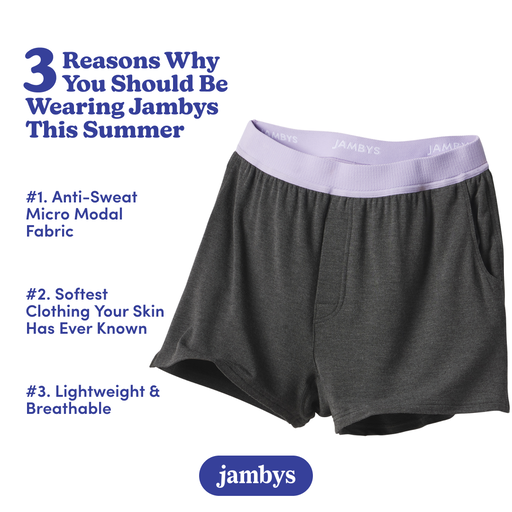 3 Reasons Why
You Should Be
Wearing Jambys
This Summer
#1. Anti-Sweat
Micro Modal
Fabric
#2. Softest
Clothing Your Skin
Has Ever Known
#3. Lightweight &
Breathable
JAMBYS
JAMBYS
JAMBYS
jambys